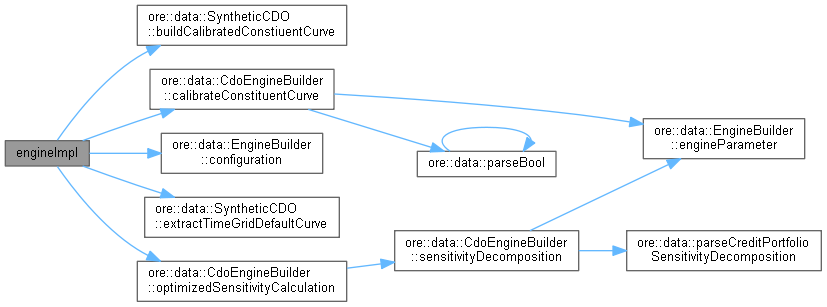 ore::data::SyntheticCDO
::buildCalibratedConstiuentCurve
ore::data::CdoEngineBuilder
::calibrateConstituentCurve
engineImpl
ore::data::EngineBuilder
::configuration
ore::data::SyntheticCDO
::extractTimeGridDefaultCurve
ore::data::CdoEngineBuilder
::optimizedSensitivityCalculation
ore::data::parseBool
ore::data::CdoEngineBuilder
::sensitivityDecomposition
ore::data::EngineBuilder
::engineParameter
ore::data::parseCreditPortfolio
SensitivityDecomposition